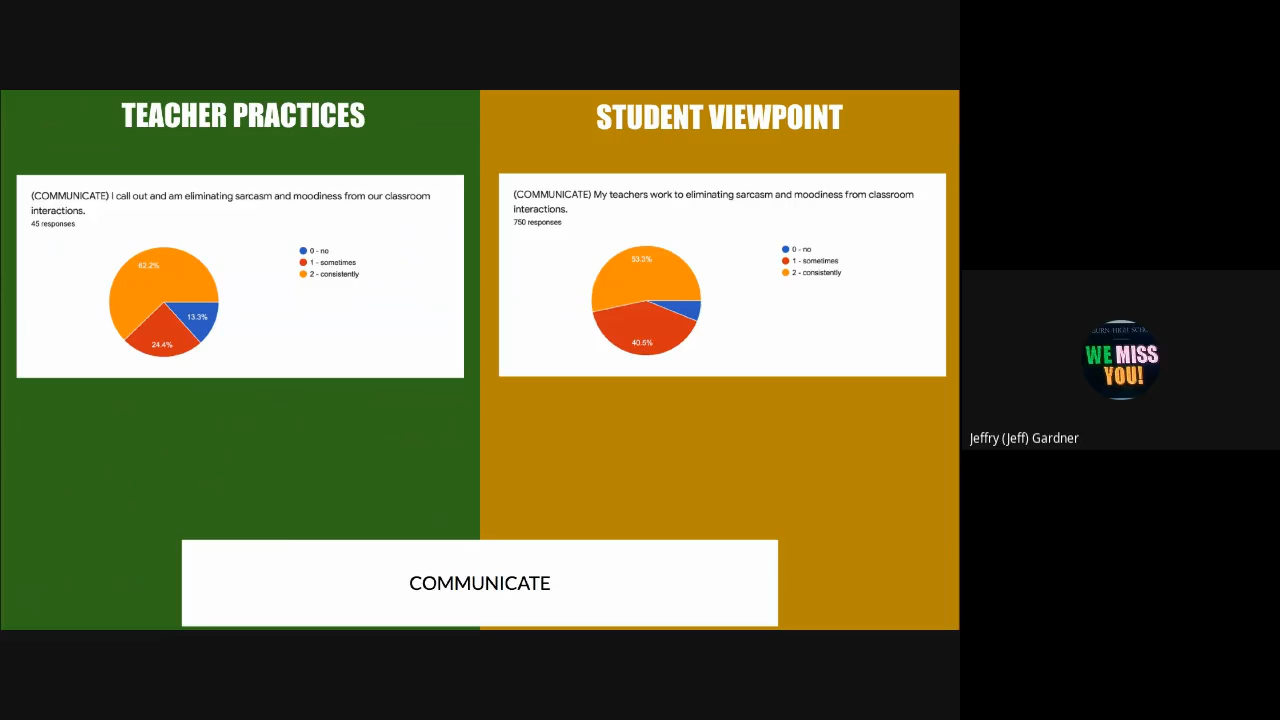 TEACHER PRACTICES
(COMMUNICATE) I call out and am eliminating sarcasm and moodiness from our classroom
interactions.
45 responses
62.2%
13.3%
24.4%
0 - no
1 - sometimes
2 - consistently
STUDENT VIEWPOINT
(COMMUNICATE) My teachers work to eliminating sarcasm and moodiness from classroom
interactions.
750 responses
53.3%
40.5%
0 - no
1 - sometimes
2 - consistently
COMMUNICATE
WE MISS
YOU!
Jeffry (Jeff) Gardner